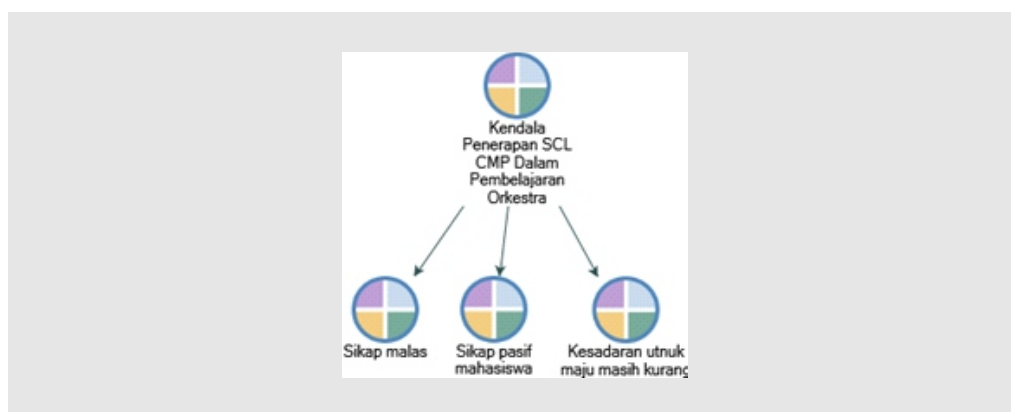 Kendala
Penerapan SCL
CMP Dalam
Pembelajaran
Orkestra
Sikap malas
Sikap pasif
mahasiswa
Kesadaran utnuk
maju masih kurang